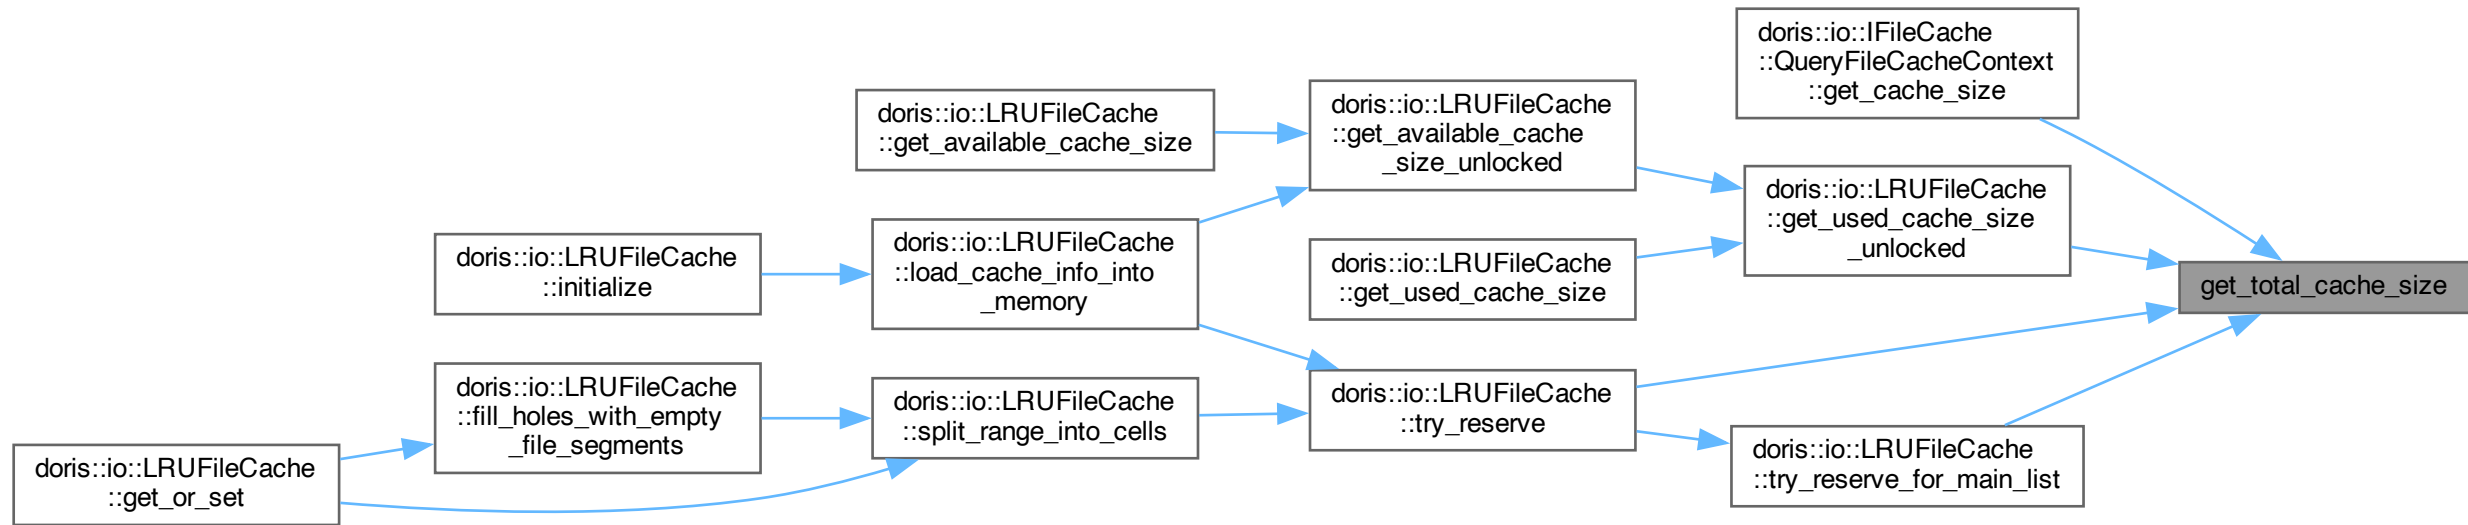 doris::io::IFileCache
::QueryFileCacheContext
::get_cache_size
doris::io::LRUFileCache
::get_available_cache_size
doris::io::LRUFileCache
::get_available_cache
_size_unlocked
doris::io::LRUFileCache
::get_used_cache_size
_unlocked
doris::io::LRUFileCache
::initialize
doris::io::LRUFileCache
::load_cache_info_into
_memory
doris::io::LRUFileCache
::get_used_cache_size
get_total_cache_size
doris::io::LRUFileCache
::fill_holes_with_empty
_file_segments
doris::io::LRUFileCache
::split_range_into_cells
doris::io::LRUFileCache
::try_reserve
doris::io::LRUFileCache
::try_reserve_for_main_list
doris::io::LRUFileCache
::get_or_set